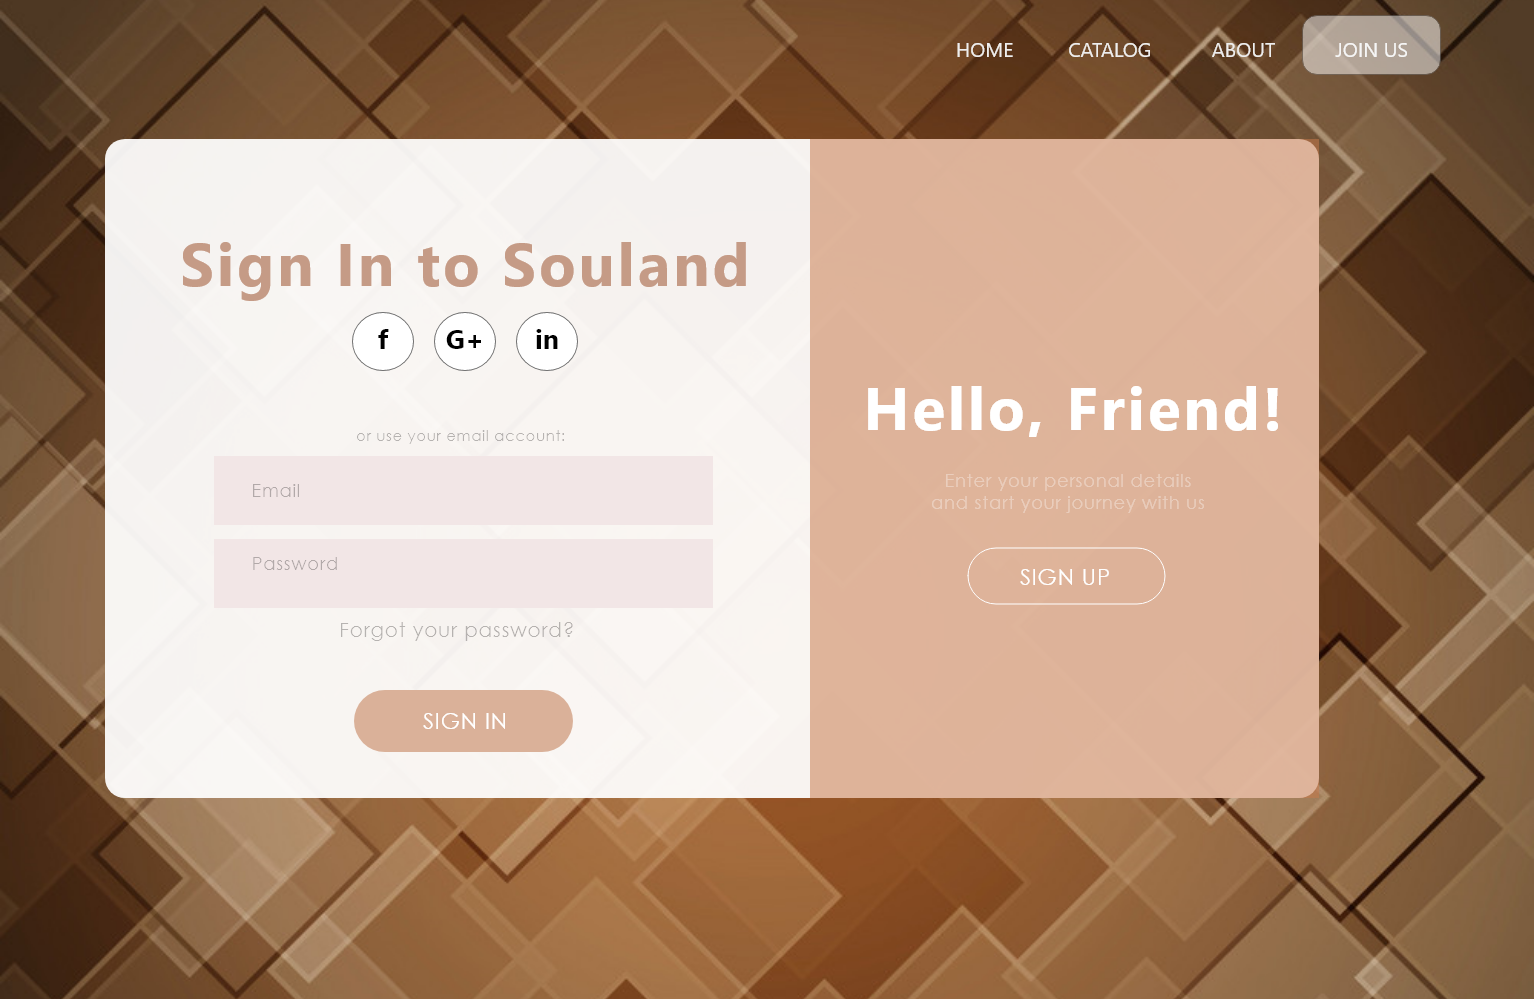 HOME CATALOG ABOUT JOIN US
Sign In to Souland
f G+ in
or use your email account:
Email
Password
Forgot your password?
SIGN IN
Hello, Friend!
Enter your personal details
and start your journey with us
SIGN UP